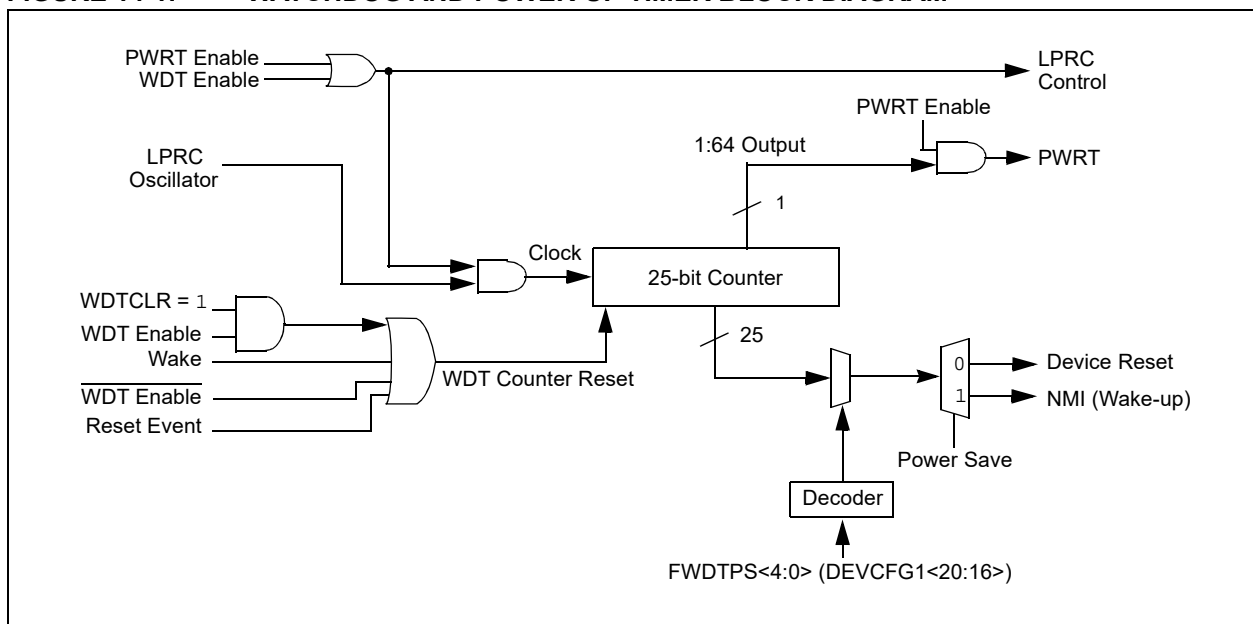 PWRT Enable
WDT Enable
LPRC
Control
PWRT Enable
1:64 Output
LPRC
Oscillator
PWRT
1
Clock
25-bit Counter
WDTCLR = 1
WDT Enable
Wake
25
WDT Counter Reset
WDT Enable
Reset Event
0
1
Device Reset
NMI (Wake-up)
Power Save
Decoder
FWDTPS<4:0> (DEVCFG1<20:16>)